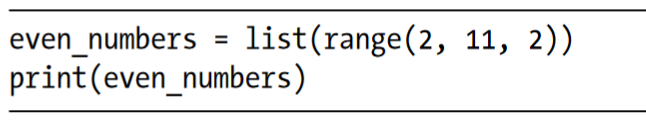 even_numbers = list(range(2, 11, 2))
print(even_numbers)